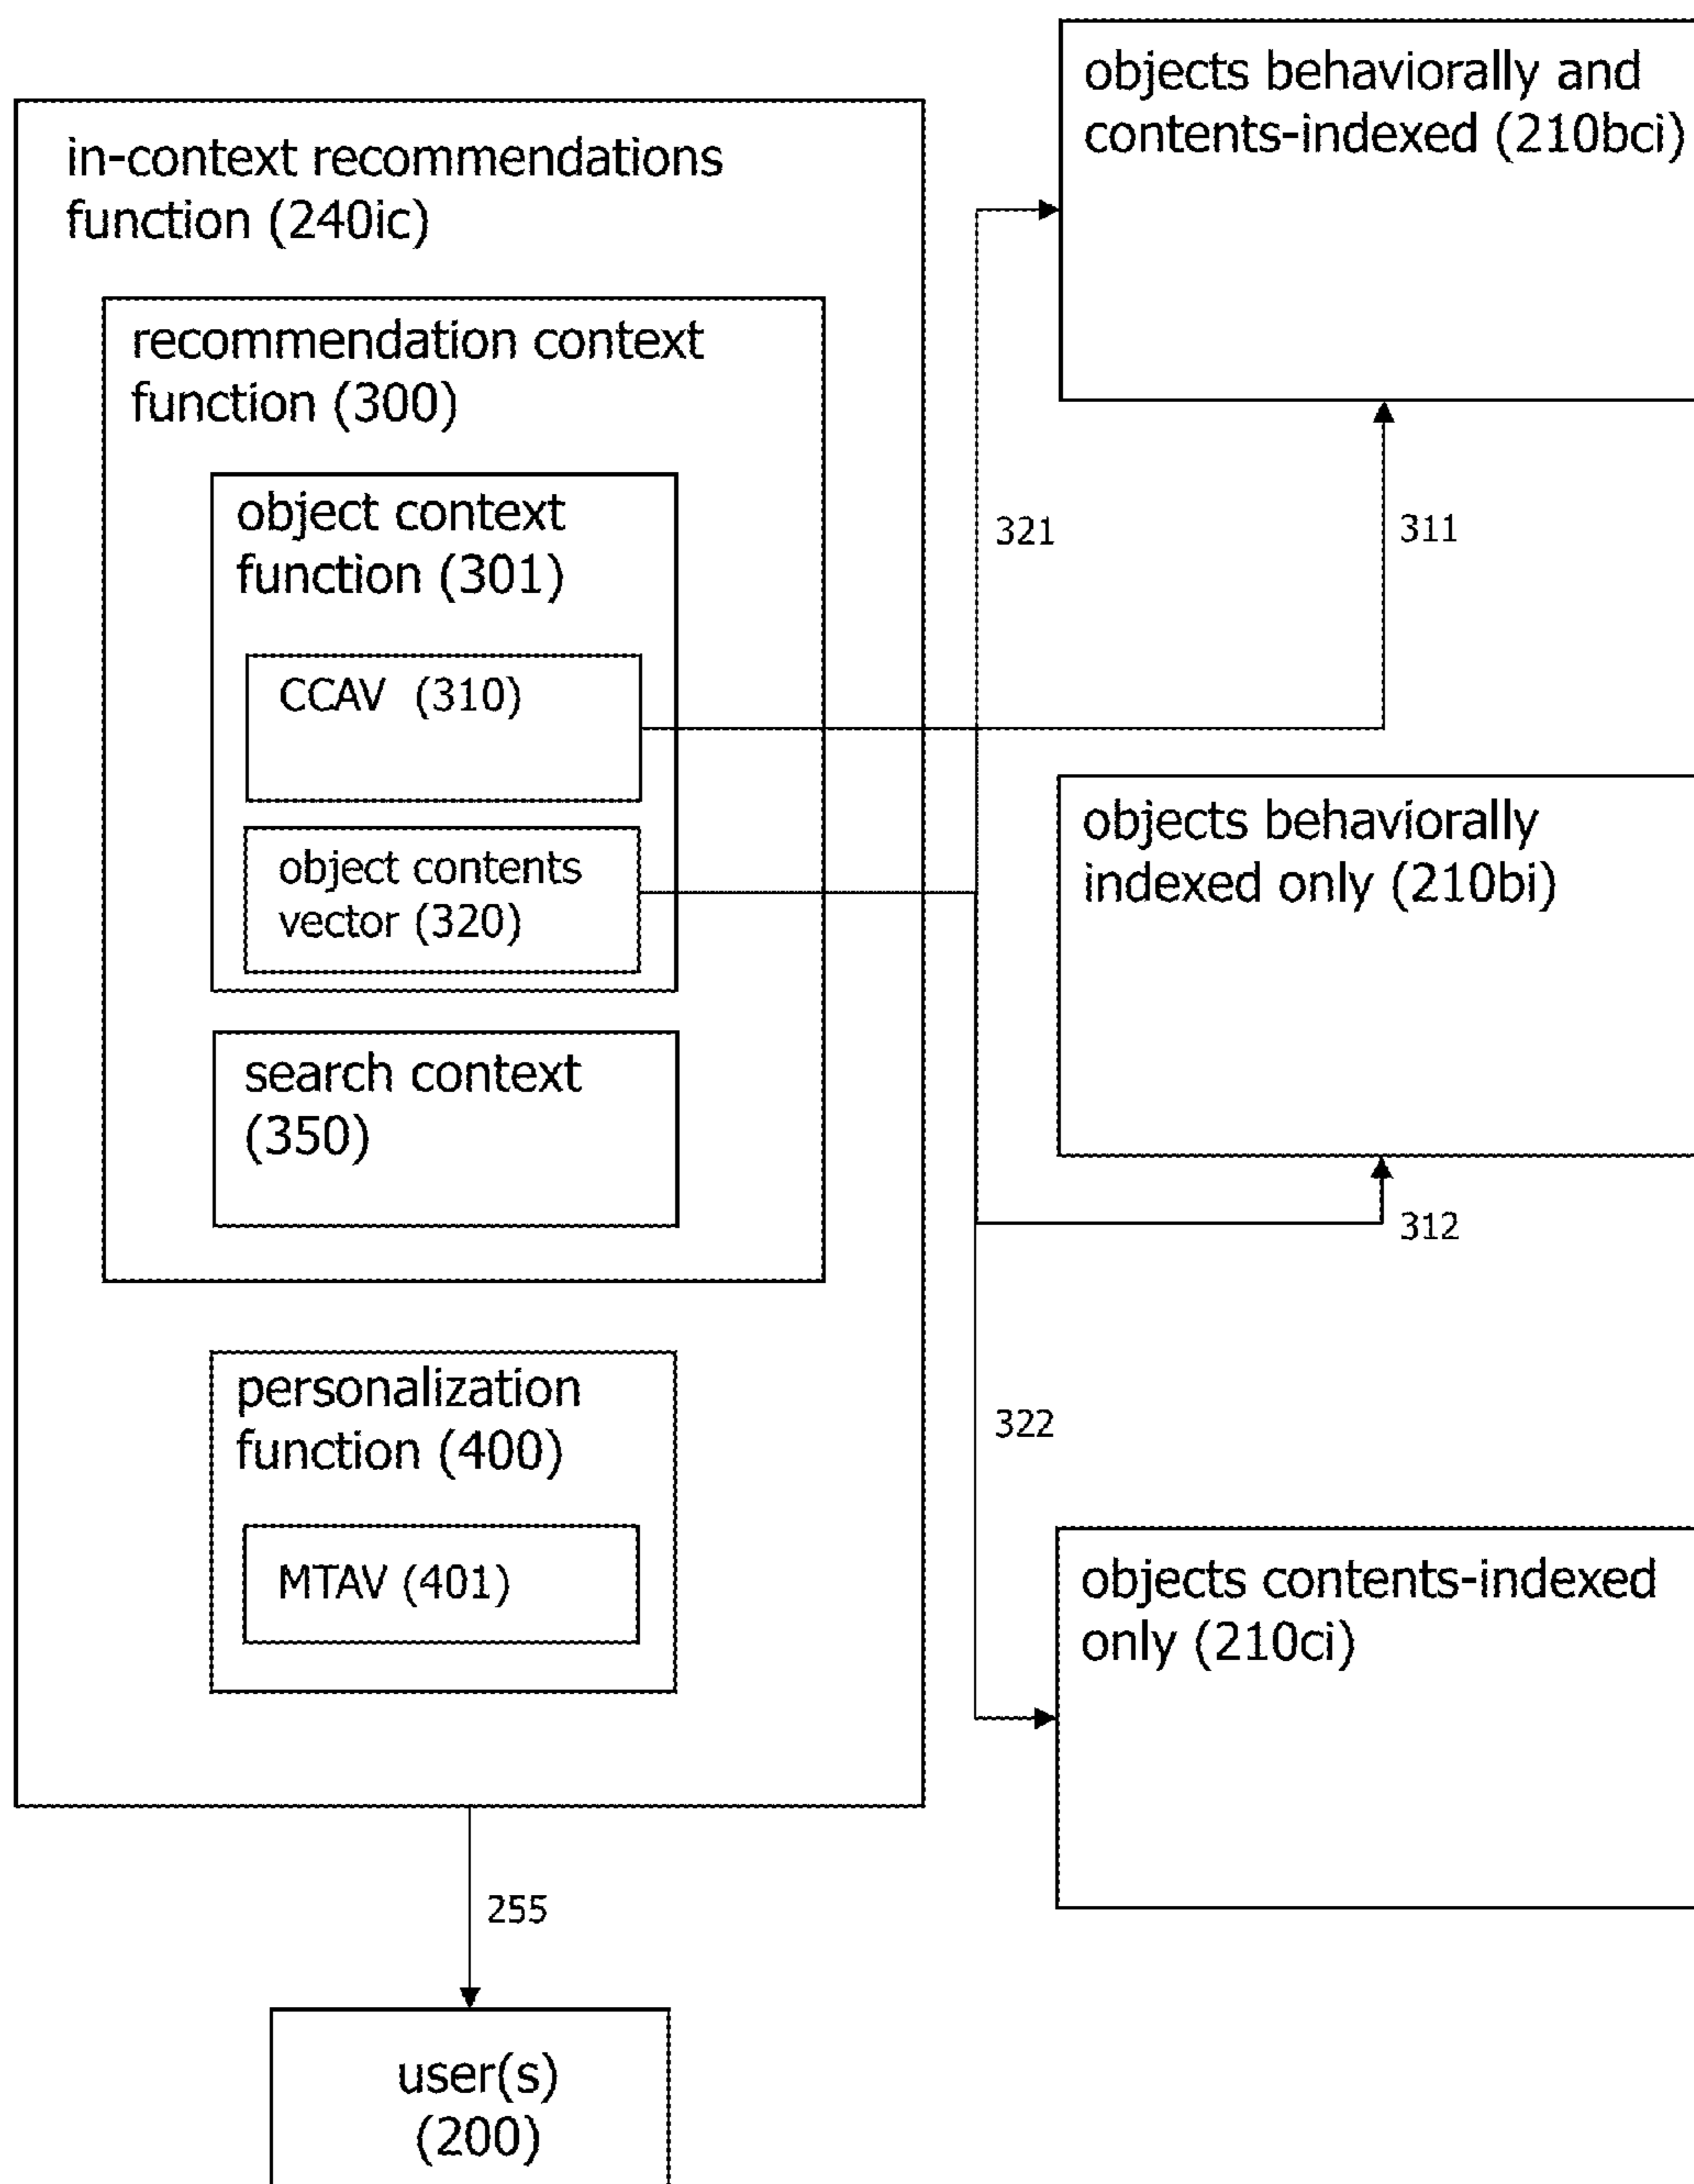 in-context recommendations
function (240ic)
recommendation context
function (300)
object context
function (301)
CCAV (310)
object contents
vector (320)
search context
(350)
personalization
function (400)
MTAV (401)
255
user(s)
(200)
321
311
312
322
objects behaviorally and
contents-indexed (210bci)
objects behaviorally
indexed only (210bi)
objects contents-indexed
only (210ci)